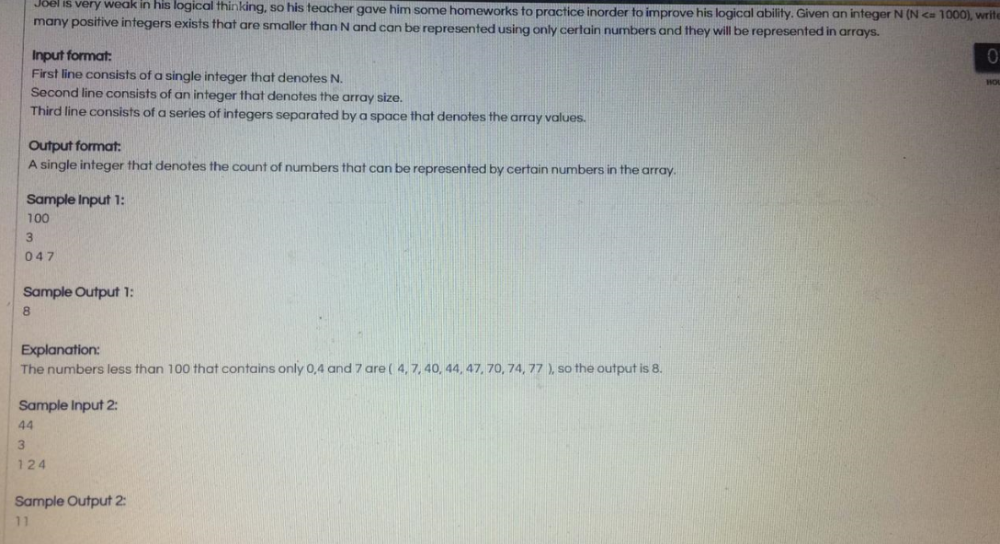 Joel is very weak in his logical thinking, so his teacher gave him some homeworks to practice inorder to improve his logical ability. Given an integer N (N <= 1000), write
many positive integers exists that are smaller than N and can be represented using only certain numbers and they will be represented in arrays.
Input format:
First line consists of a single integer that denotes N.
Second line consists of an integer that denotes the array size.
Third line consists of a series of integers separated by a space that denotes the array values.
Output format:
A single integer that denotes the count of numbers that can be represented by certain numbers in the array.
Sample Input 1:
100
3
0 4 7
Sample Output 1:
8
Explanation:
The numbers less than 100 that contains only 0,4 and 7 are ( 4, 7, 40, 44, 47, 70, 74, 77 ), so the output is 8.
Sample Input 2:
44
3
1 2 4
Sample Output 2:
11
0